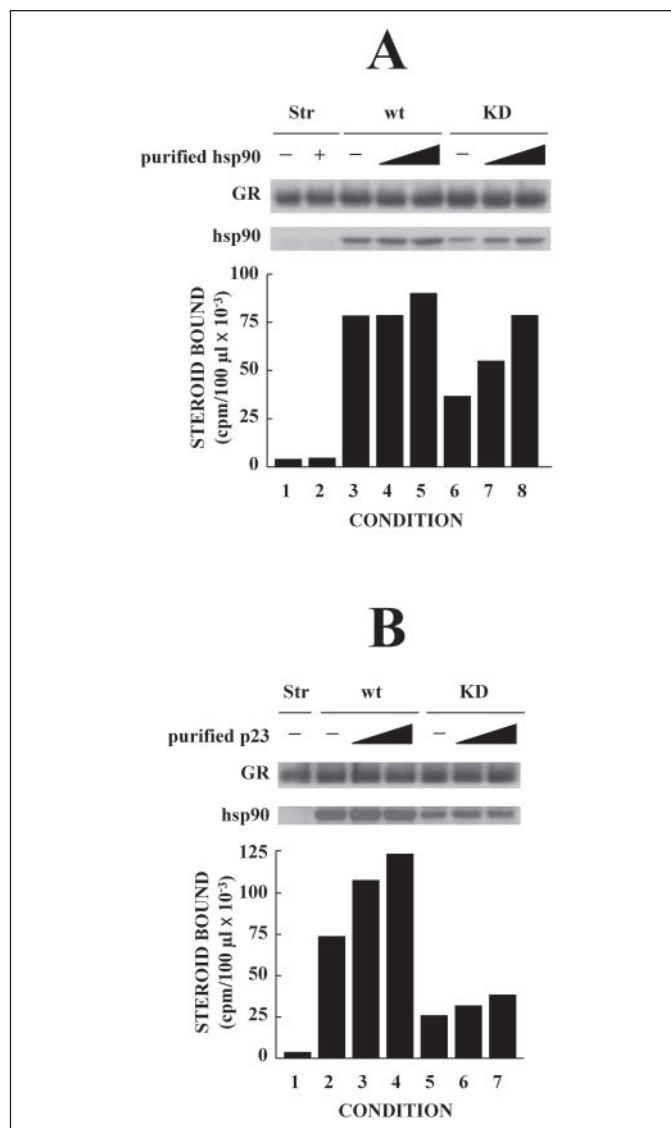 A
Str wt KD
purified hsp90 − + − −
GR
hsp90
STEROID BOUND
(cpm/100 µl x 10-3)
100
75
50
25
0
1 2 3 4 5 6 7 8
CONDITION
B
Str wt KD
purified p23 − − −
GR
hsp90
STEROID BOUND
(cpm/100 µl x 10-3)
125
100
75
50
25
0
1 2 3 4 5 6 7
CONDITION